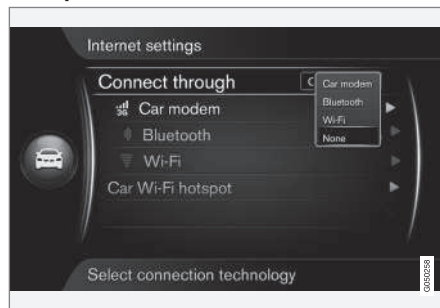 Internet settings
Connect through
Car modem
Bluetooth
Wi-Fi
None
3G Car modem
Bluetooth
Wi-Fi
Car Wi-Fi hotspot
Select connection technology
G050258